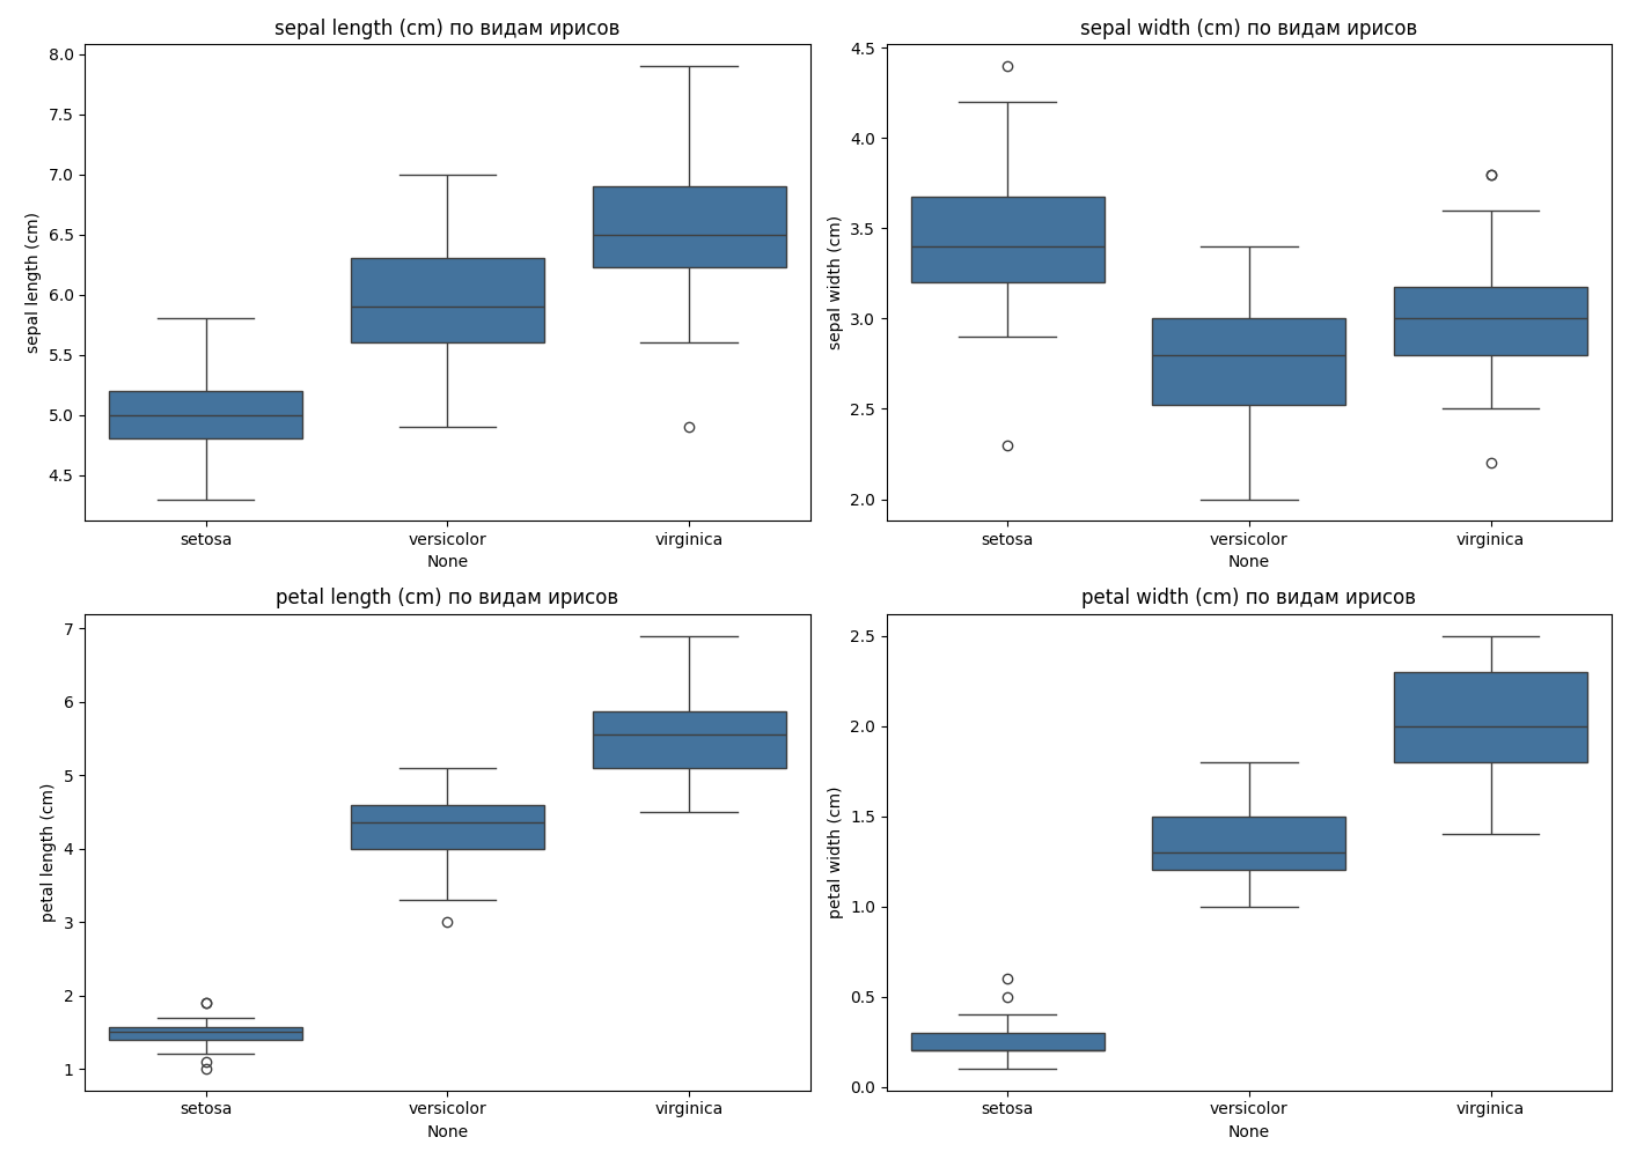 sepal length (cm) по видам ирисов
sepal length (cm)
8.0
7.5
7.0
6.5
6.0
5.5
5.0
4.5
setosa versicolor virginica
None
sepal width (cm) по видам ирисов
sepal width (cm)
4.5
4.0
3.5
3.0
2.5
2.0
setosa versicolor virginica
None
petal length (cm) по видам ирисов
petal length (cm)
7
6
5
4
3
2
1
setosa versicolor virginica
None
petal width (cm) по видам ирисов
petal width (cm)
2.5
2.0
1.5
1.0
0.5
0.0
setosa versicolor virginica
None